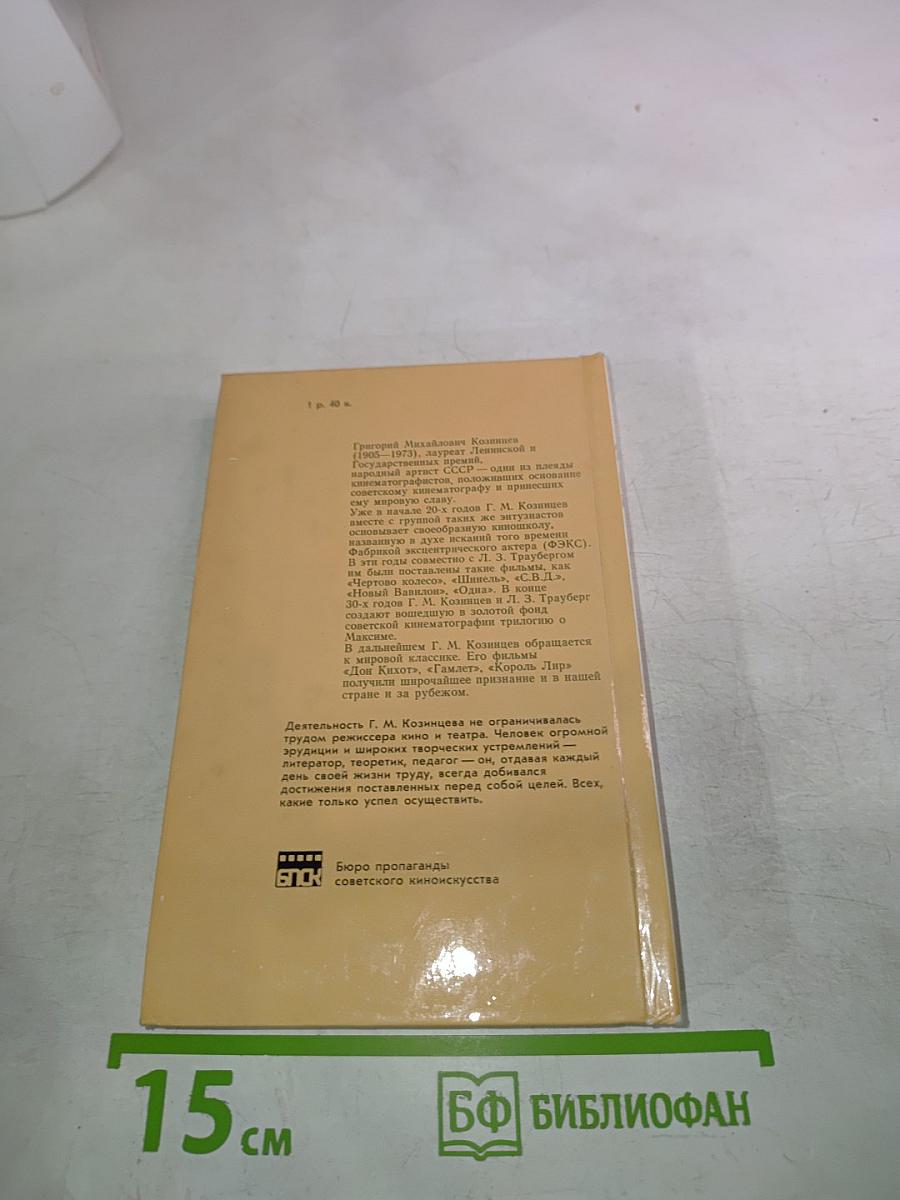 1 р. 40 к.
Григорий Михайлович Козинцев
(1905—1973), лауреат Ленинской и
Государственных премий,
народный артист СССР — один из плеяды
кинематографистов, положивших основание
советскому кинематографу и принесших
ему мировую славу.
Уже в начале 20-х годов Г. М. Козинцев
вместе с группой таких же энтузиастов
основывает своеобразную киношколу,
названную в духе исканий того времени
Фабрикой эксцентрического актера (ФЭКС).
В эти годы совместно с Л. З. Траубергом
им были поставлены такие фильмы, как
«Чертово колесо», «Шинель», «С.В.Д.»,
«Новый Вавилон», «Одна». В конце
30-х годов Г. М. Козинцев и Л. З. Трауберг
создают вошедшую в золотой фонд
советской кинематографии трилогию о
Максиме.
В дальнейшем Г. М. Козинцев обращается
к мировой классике. Его фильмы
«Дон Кихот», «Гамлет», «Король Лир»
получили широчайшее признание и в нашей
стране и за рубежом.
Деятельность Г. М. Козинцева не ограничивалась
трудом режиссера кино и театра. Человек огромной
эрудиции и широких творческих устремлений —
литератор, теоретик, педагог — он, отдавая каждый
день своей жизни труду, всегда добивался
достижения поставленных перед собой целей. Всех,
какие только успел осуществить.
БПСК
Бюро пропаганды
советского киноискусства
15 см
БФ БИБЛИОФАН